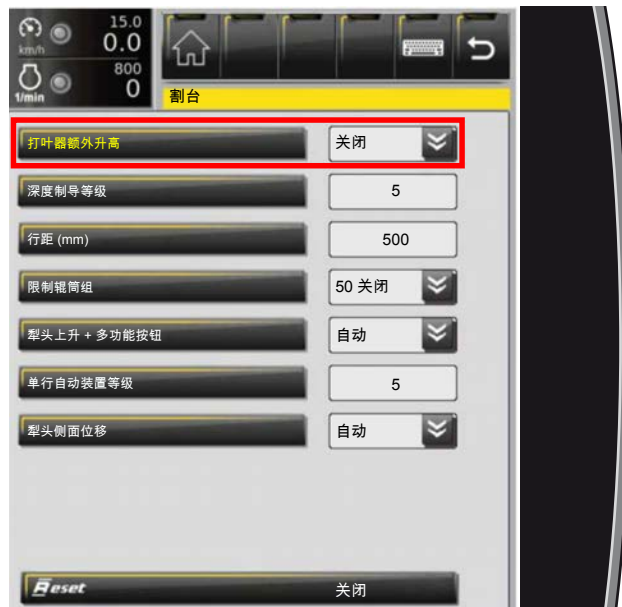 15.0
km/h 0.0
800
1/min 0
割台
打叶器额外升高 关闭
深度制导等级 5
行距 (mm) 500
限制辊筒组 50 关闭
犁头上升 + 多功能按钮 自动
单行自动装置等级 5
犁头侧面位移 自动
Reset 关闭